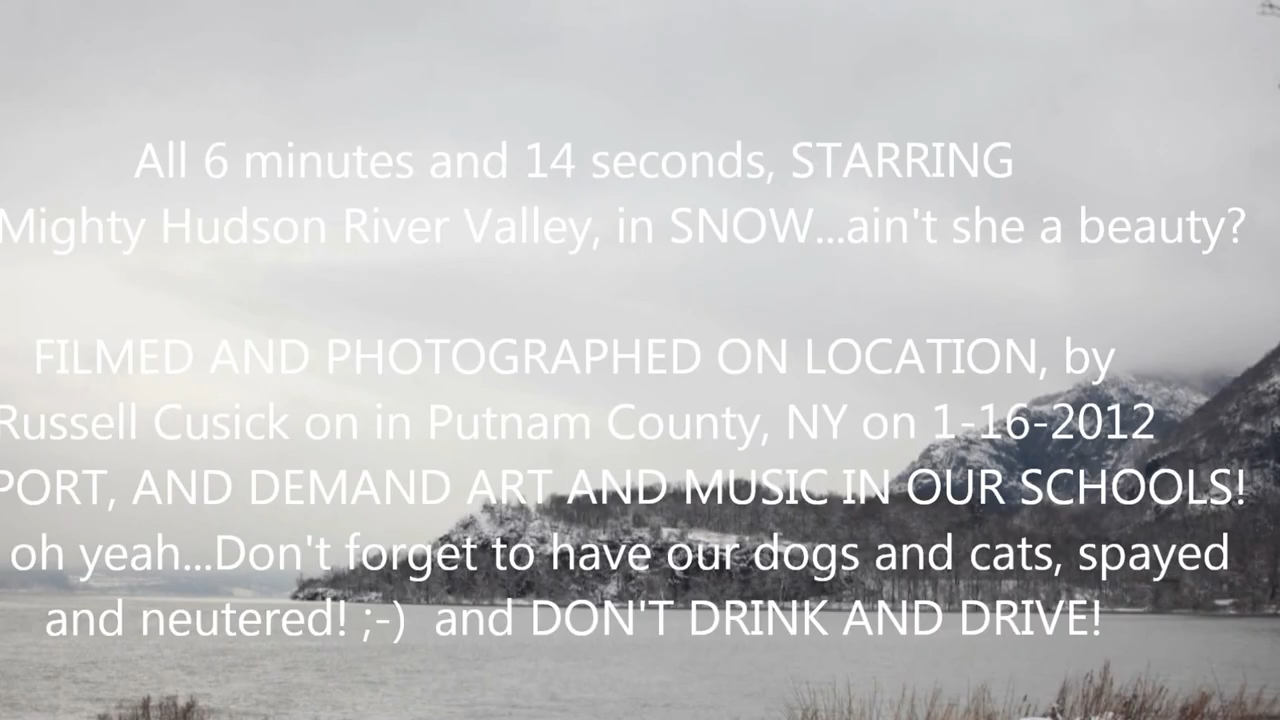 All 6 minutes and 14 seconds, STARRING
Mighty Hudson River Valley, in SNOW...ain't she a beauty?
FILMED AND PHOTOGRAPHED ON LOCATION, by
Russell Cusick on in Putnam County, NY on 1-16-2012
PORT, AND DEMAND ART AND MUSIC IN OUR SCHOOLS!
oh yeah...Don't forget to have our dogs and cats, spayed
and neutered! ;-) and DON'T DRINK AND DRIVE!